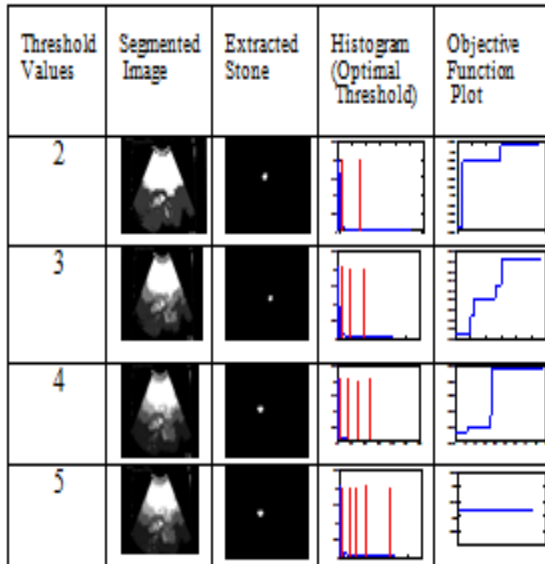 Threshold
Values
Segmented
Image
Extracted
Stone
Histogram
(Optimal
Threshold)
Objective
Function
Plot
2
3
4
5